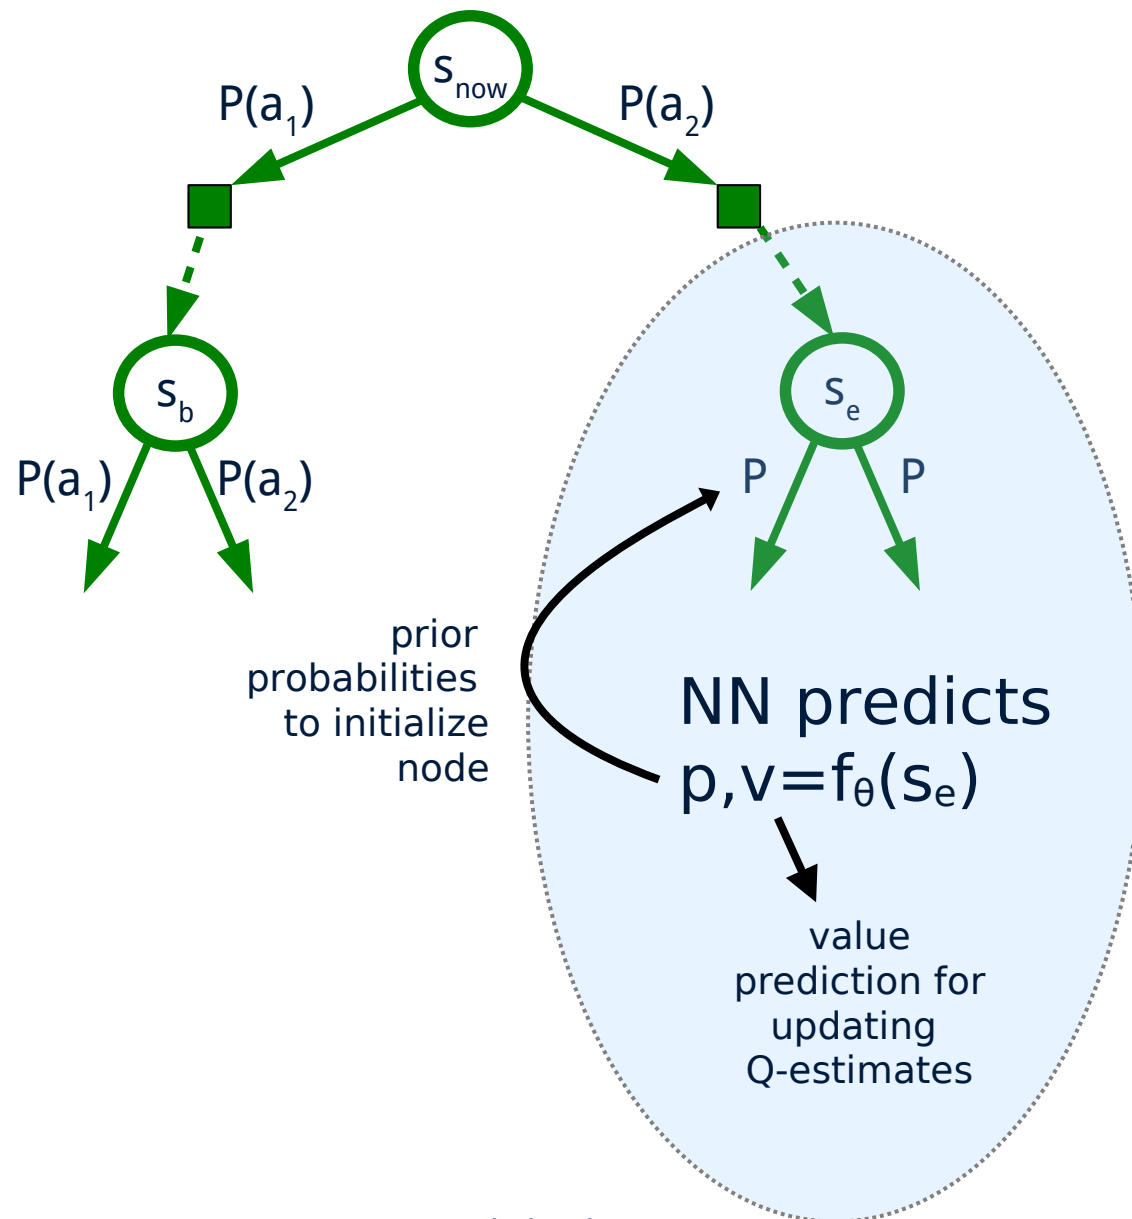 s_now
P(a_1)
P(a_2)
s_b
s_e
P(a_1)
P(a_2)
P
P
prior
probabilities
to initialize
node
NN predicts
p,v=f_θ(s_e)
value
prediction for
updating
Q-estimates